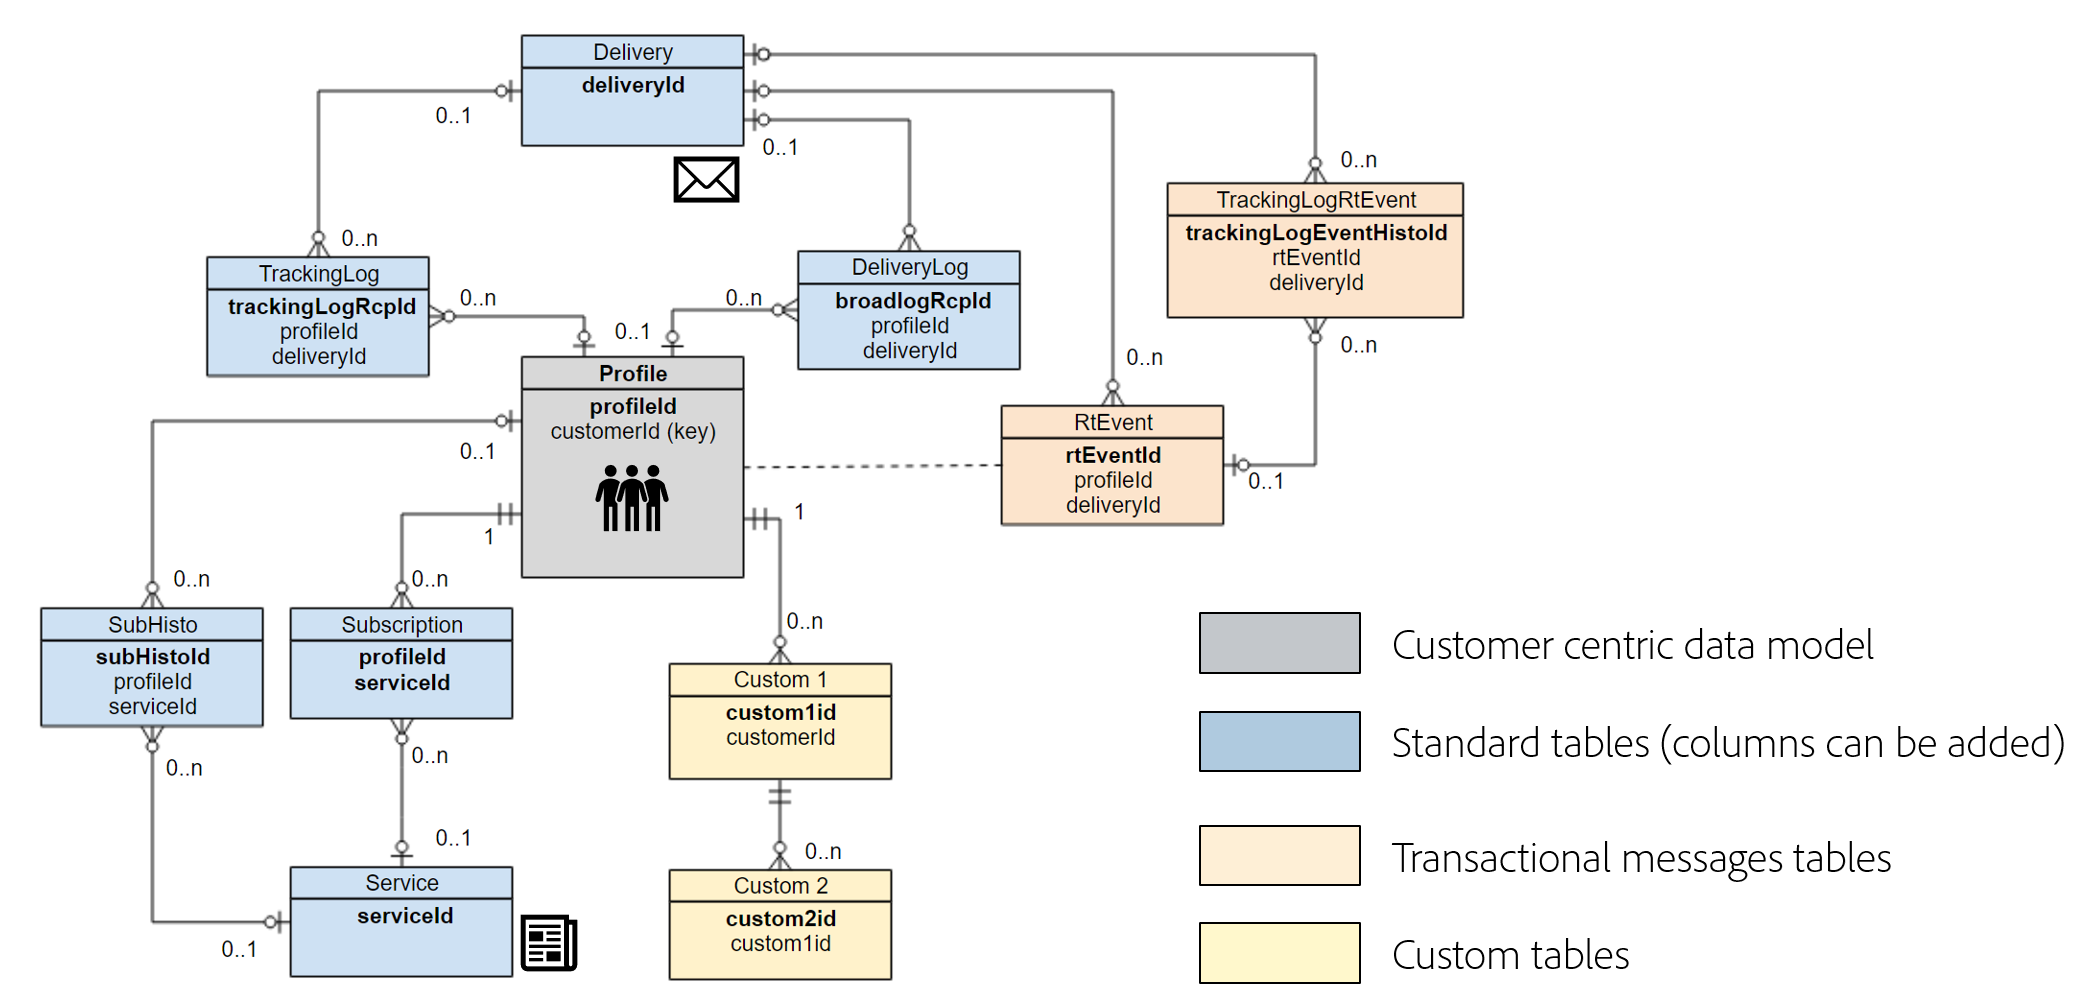 Delivery
deliveryId
0..1
0..1
0..n
TrackingLogRtEvent
trackingLogEventHistoId
rtEventId
deliveryId
0..n
0..n
TrackingLog
trackingLogRcpId
profileId
deliveryId
0..n
0..n
DeliveryLog
broadlogRcpId
profileId
deliveryId
0..1
0..n
Profile
profileId
customerId (key)
RtEvent
rtEventId
profileId
deliveryId
0..1
0..1
1
1
0..n
0..n
0..n
SubHisto
subHistoId
profileId
serviceId
Subscription
profileId
serviceId
Custom 1
custom1id
customerId
0..n
0..n
0..1
0..n
Service
serviceId
0..1
Custom 2
custom2id
custom1id
Customer centric data model
Standard tables (columns can be added)
Transactional messages tables
Custom tables